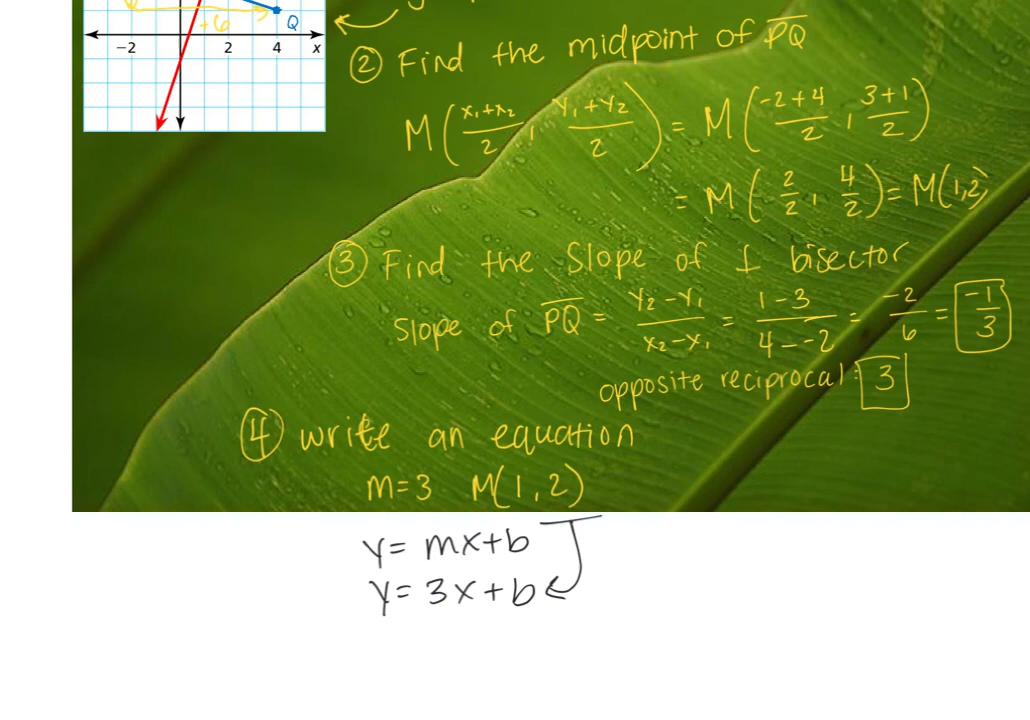 +6 Q
-2 2 4 x
② Find the midpoint of PQ
M(x₁+x₂/2, y₁+y₂/2) = M(-2+4/2, 3+1/2)
= M(2/2, 4/2) = M(1,2)
③ Find the slope of ⊥ bisector
Slope of PQ = y₂-y₁/x₂-x₁ = 1-3/4--2 = -2/6 = -1/3
opposite reciprocal: 3
④ write an equation
m=3 M(1,2)
y= mx+b
y= 3x+b